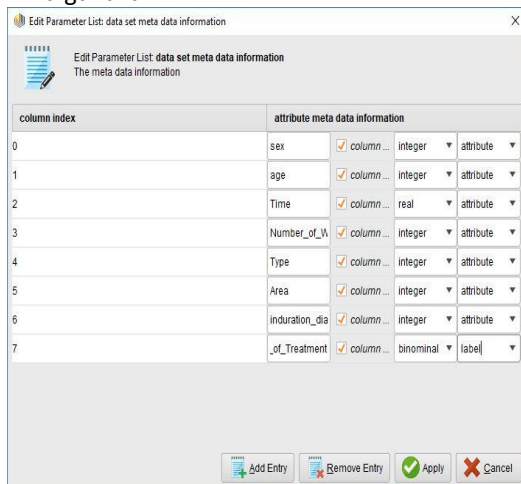 Edit Parameter List: data set meta data information X
Edit Parameter List: data set meta data information
The meta data information
column index attribute meta data information
0 sex column ... integer attribute
1 age column ... integer attribute
2 Time column ... real attribute
3 Number_of_W column ... integer attribute
4 Type column ... integer attribute
5 Area column ... integer attribute
6 induration_dia column ... integer attribute
7 _of_Treatment column ... binominal label
Add Entry Remove Entry Apply Cancel